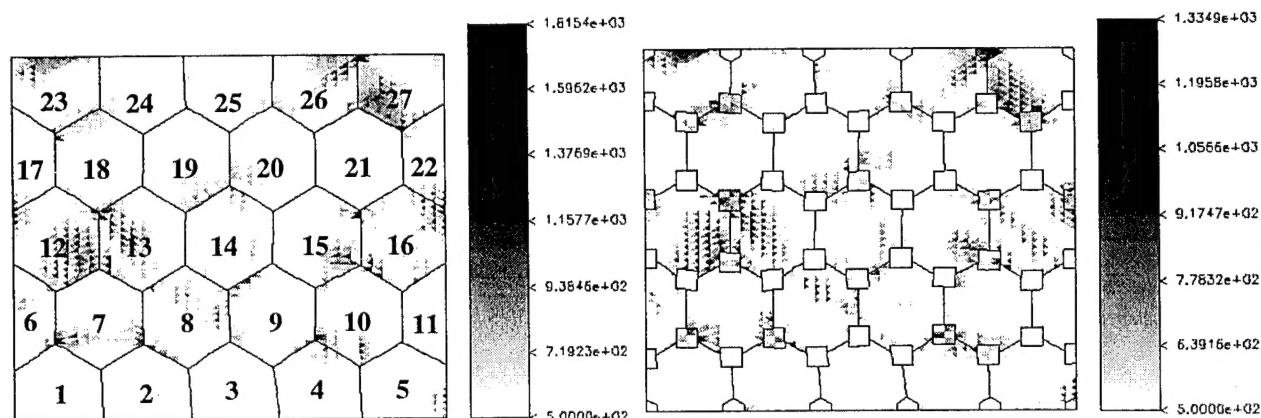 1.8154e+03
1.5962e+03
1.3769e+03
1.1577e+03
9.3846e+02
7.1923e+02
5.0000e+02
23 24 25 26 27
17 18 19 20 21 22
12 13 14 15 16
6 7 8 9 10 11
1 2 3 4 5
1.3349e+03
1.1958e+03
1.0566e+03
9.1747e+02
7.7832e+02
6.3916e+02
5.0000e+02